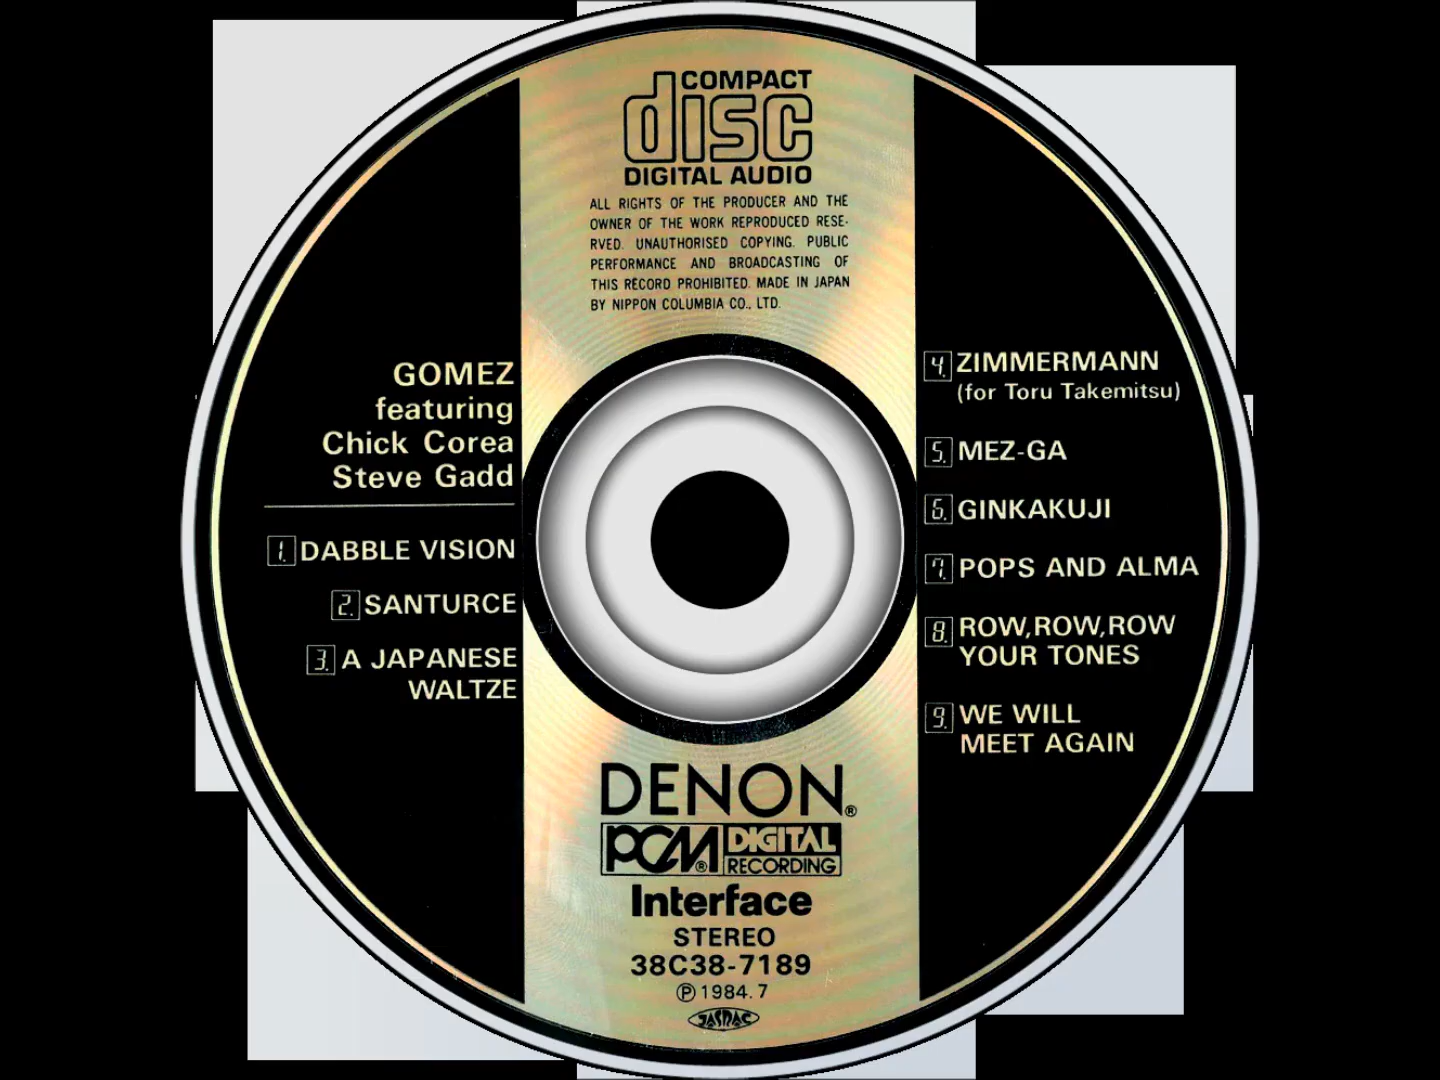 COMPACT
disc
DIGITAL AUDIO
ALL RIGHTS OF THE PRODUCER AND THE
OWNER OF THE WORK REPRODUCED RESE-
RVED. UNAUTHORISED COPYING. PUBLIC
PERFORMANCE AND BROADCASTING OF
THIS RECORD PROHIBITED. MADE IN JAPAN
BY NIPPON COLUMBIA CO., LTD.
GOMEZ
featuring
Chick Corea
Steve Gadd
1. DABBLE VISION
2. SANTURCE
3. A JAPANESE
WALTZE
4. ZIMMERMANN
(for Toru Takemitsu)
5. MEZ-GA
6. GINKAKUJI
7. POPS AND ALMA
8. ROW,ROW,ROW
YOUR TONES
9. WE WILL
MEET AGAIN
DENON®
PCM® DIGITAL
RECORDING
Interface
STEREO
38C38-7189
Ⓟ1984.7
JASRAC